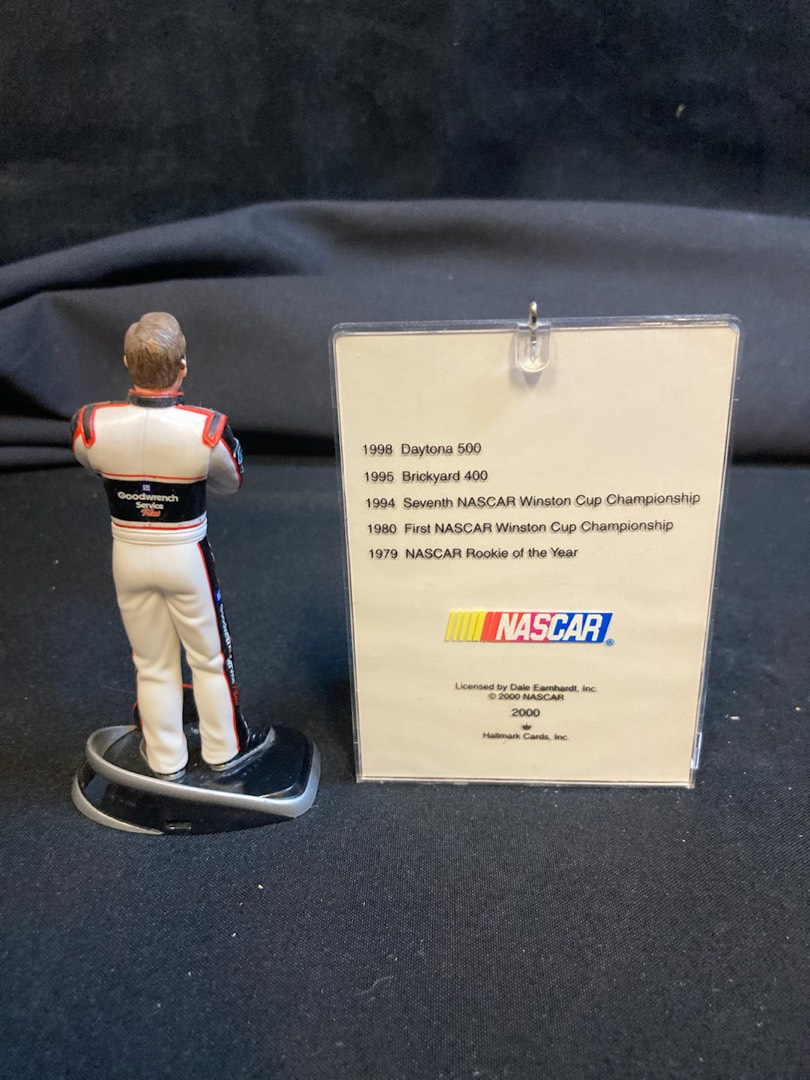 GM
Goodwrench
Service
Plus
1998 Daytona 500
1995 Brickyard 400
1994 Seventh NASCAR Winston Cup Championship
1980 First NASCAR Winston Cup Championship
1979 NASCAR Rookie of the Year
NASCAR®
Licensed by Dale Earnhardt, Inc.
© 2000 NASCAR
2000
Hallmark Cards, Inc.